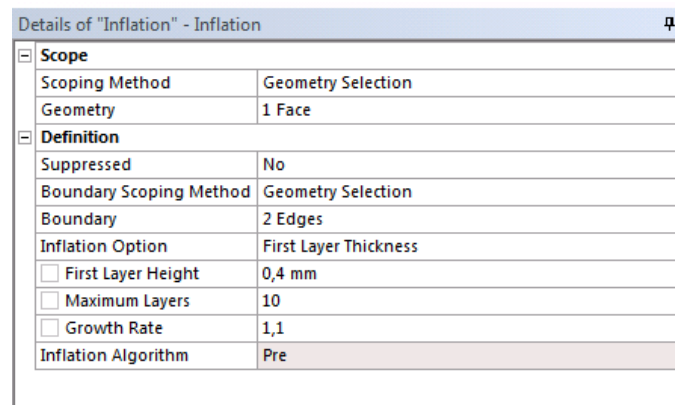 Details of "Inflation" - Inflation
Scope
Scoping Method Geometry Selection
Geometry 1 Face
Definition
Suppressed No
Boundary Scoping Method Geometry Selection
Boundary 2 Edges
Inflation Option First Layer Thickness
First Layer Height 0,4 mm
Maximum Layers 10
Growth Rate 1,1
Inflation Algorithm Pre